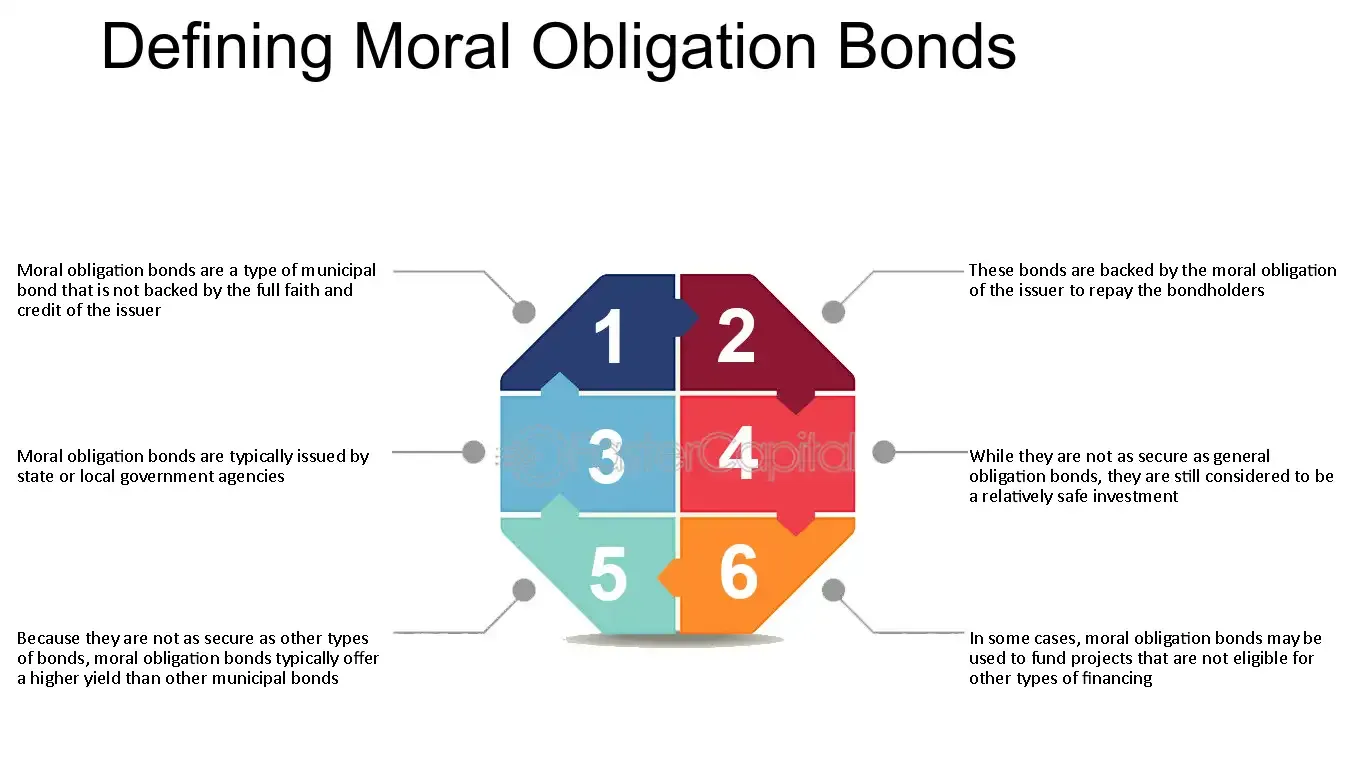 Defining Moral Obligation Bonds
Moral obligation bonds are a type of municipal
bond that is not backed by the full faith and
credit of the issuer
1
2
These bonds are backed by the moral obligation
of the issuer to repay the bondholders
Moral obligation bonds are typically issued by
state or local government agencies
3
4
FasterCapital
While they are not as secure as general
obligation bonds, they are still considered to be
a relatively safe investment
Because they are not as secure as other types
of bonds, moral obligation bonds typically offer
a higher yield than other municipal bonds
5
6
In some cases, moral obligation bonds may be
used to fund projects that are not eligible for
other types of financing